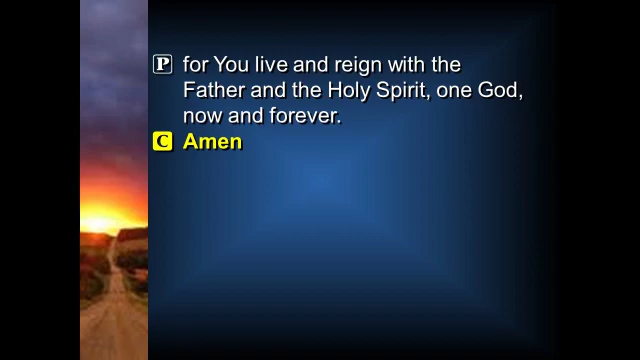 P for You live and reign with the
Father and the Holy Spirit, one God,
now and forever.
C Amen